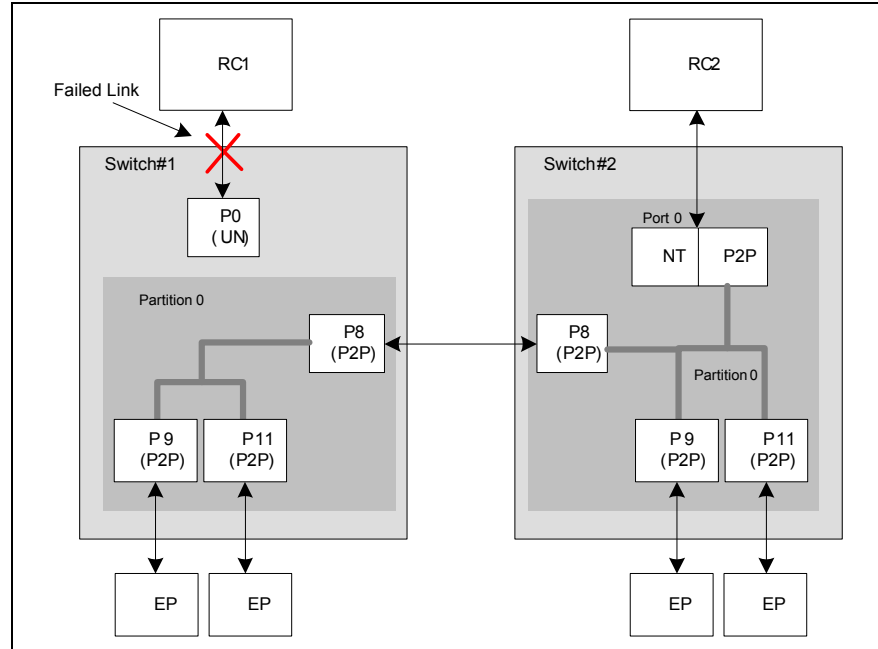 RC1
RC2
Failed Link
Switch#1
Switch#2
P0
( UN)
Port 0
NT
P2P
Partition 0
P8
(P2P)
P8
(P2P)
Partition 0
P 9
(P2P)
P11
(P2P)
P 9
(P2P)
P11
(P2P)
EP
EP
EP
EP